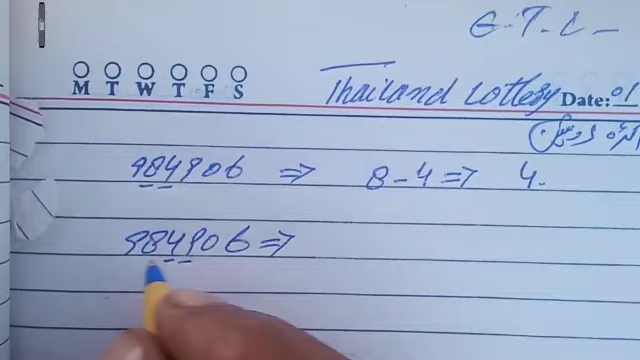 G.T.L-
M T W T F S
Thailand Lottery Date: 01
984906 ⇒ 8-4 ⇒ 4.
984906 ⇒